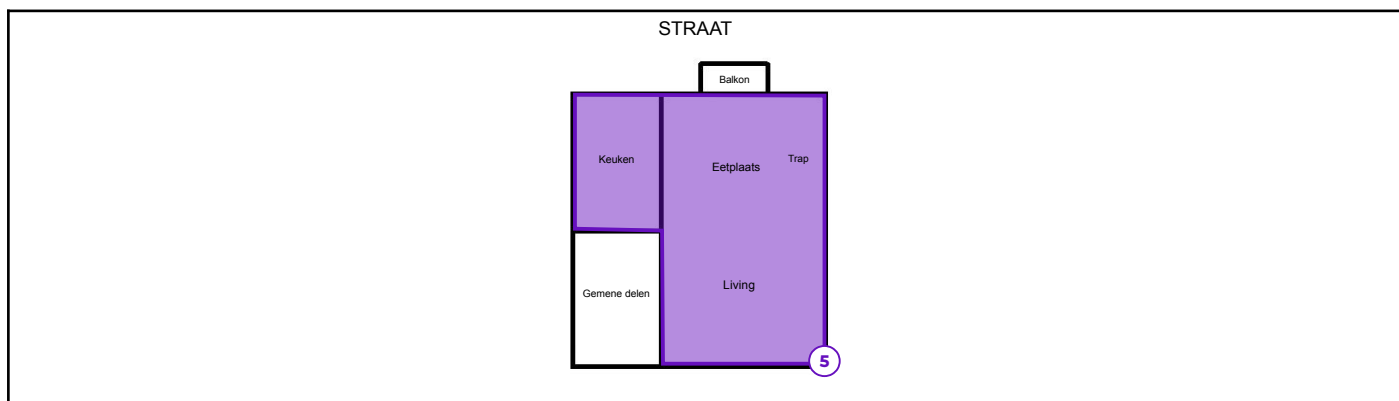 STRAAT
Balkon
Keuken
Eetplaats
Trap
Living
Gemene delen
5